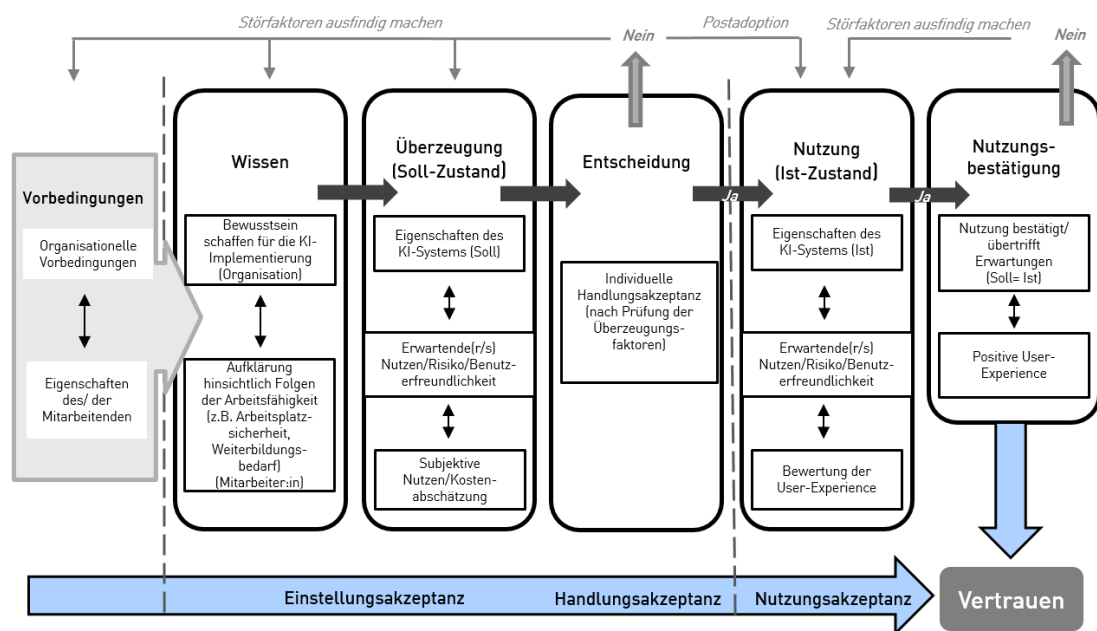 Störfaktoren ausfindig machen
Nein
Postadoption
Störfaktoren ausfindig machen
Nein
Vorbedingungen
Organisationelle
Vorbedingungen
Eigenschaften
des/ der
Mitarbeitenden
Wissen
Bewusstsein
schaffen für die KI-
Implementierung
(Organisation)
Aufklärung
hinsichtlich Folgen
der Arbeitsfähigkeit
(z.B. Arbeitsplatz-
sicherheit,
Weiterbildungs-
bedarf)
(Mitarbeiter:in)
Überzeugung
(Soll-Zustand)
Eigenschaften des
KI-Systems (Soll)
Erwartende(r/s)
Nutzen/Risiko/Benutz-
erfreundlichkeit
Subjektive
Nutzen/Kosten-
abschätzung
Entscheidung
Individuelle
Handlungsakzeptanz
(nach Prüfung der
Überzeugungs-
faktoren)
Ja
Nutzung
(Ist-Zustand)
Eigenschaften des
KI-Systems (Ist)
Erwartende(r/s)
Nutzen/Risiko/Benutz-
erfreundlichkeit
Bewertung der
User-Experience
Ja
Nutzungs-
bestätigung
Nutzung bestätigt/
übertrifft
Erwartungen
(Soll= Ist)
Positive User-
Experience
Einstellungsakzeptanz
Handlungsakzeptanz
Nutzungsakzeptanz
Vertrauen